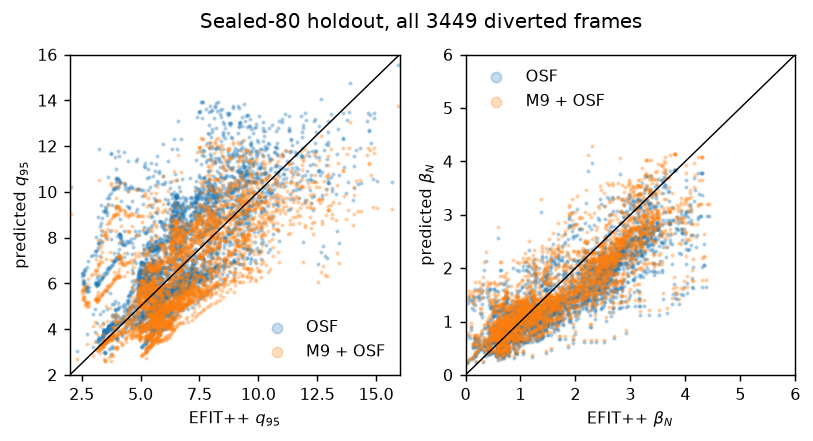 Sealed-80 holdout, all 3449 diverted frames
16
14
12
10
8
6
4
2
predicted q95
OSF
M9 + OSF
2.5 5.0 7.5 10.0 12.5 15.0
EFIT++ q95
6
5
4
3
2
1
0
predicted βN
OSF
M9 + OSF
0 1 2 3 4 5 6
EFIT++ βN